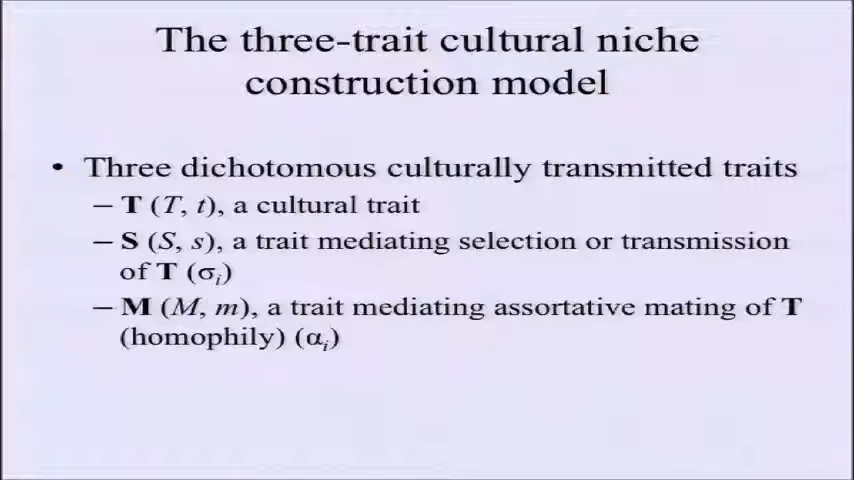 The three-trait cultural niche
construction model
• Three dichotomous culturally transmitted traits
– T (T, t), a cultural trait
– S (S, s), a trait mediating selection or transmission
of T (σᵢ)
– M (M, m), a trait mediating assortative mating of T
(homophily) (αᵢ)